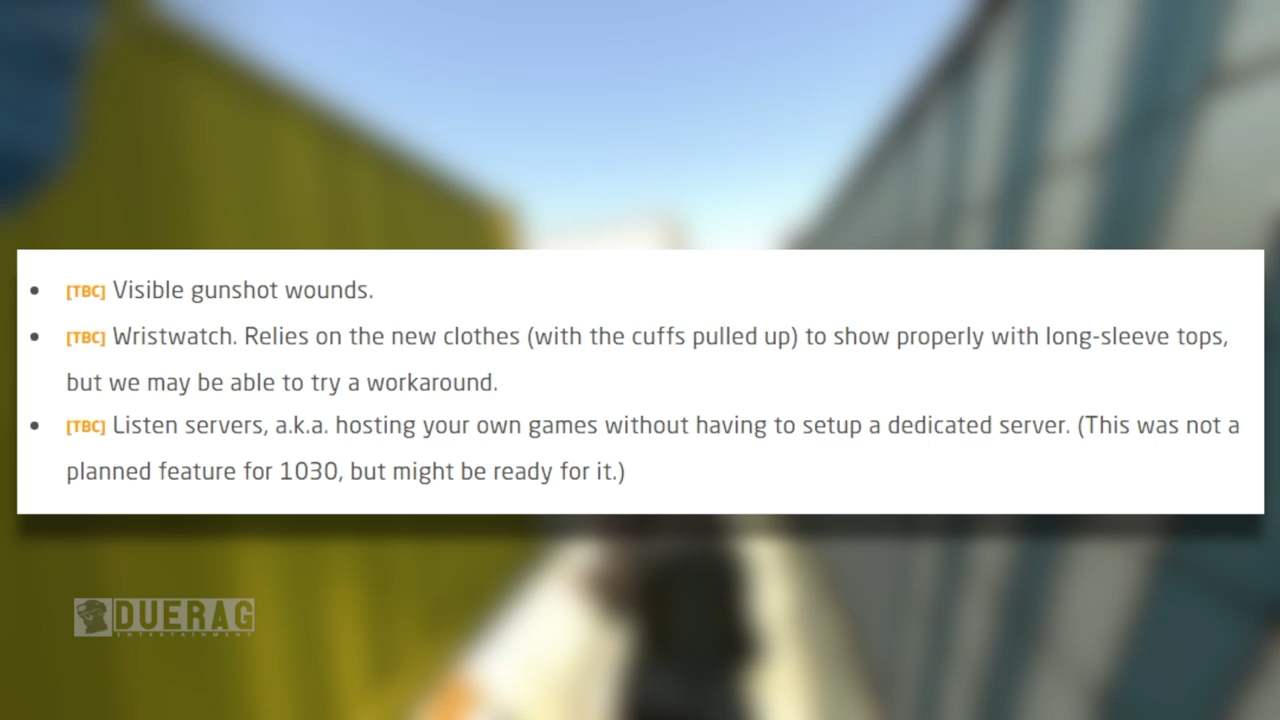 • [TBC] Visible gunshot wounds.
• [TBC] Wristwatch. Relies on the new clothes (with the cuffs pulled up) to show properly with long-sleeve tops,
but we may be able to try a workaround.
• [TBC] Listen servers, a.k.a. hosting your own games without having to setup a dedicated server. (This was not a
planned feature for 1030, but might be ready for it.)
DUERAG
ENTERTAINMENT